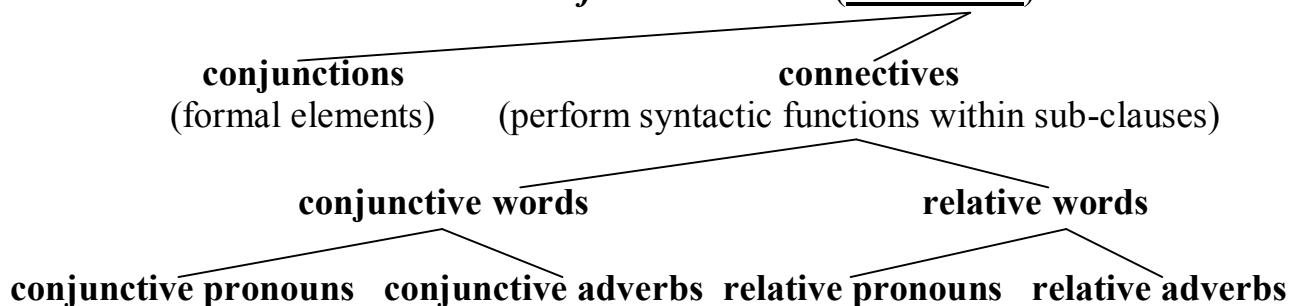 conjunctions connectives
(formal elements) (perform syntactic functions within sub-clauses)
conjunctive words relative words
conjunctive pronouns conjunctive adverbs relative pronouns relative adverbs